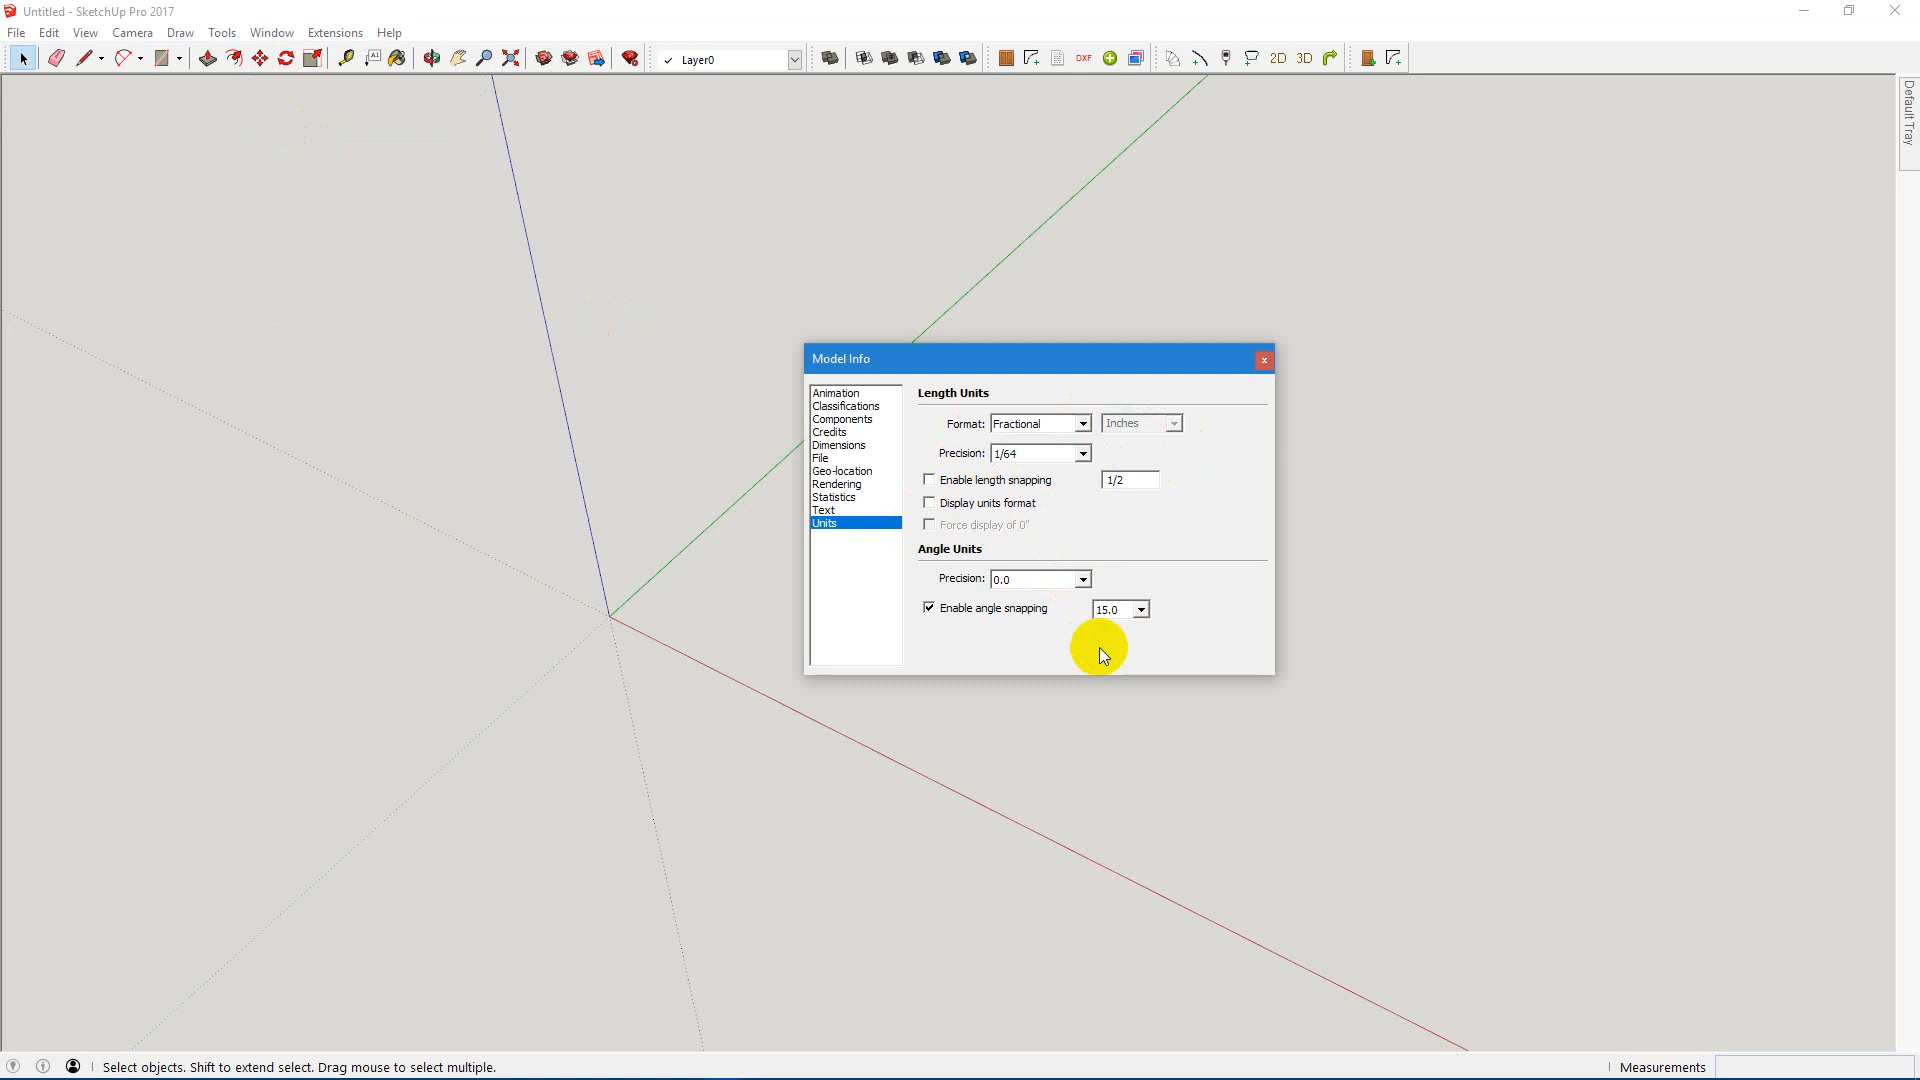 Untitled - SketchUp Pro 2017
File Edit View Camera Draw Tools Window Extensions Help
A1 Layer0 DXF 2D 3D
Default Tray
Model Info x
Animation
Classifications
Components
Credits
Dimensions
File
Geo-location
Rendering
Statistics
Text
Units
Length Units
Format: Fractional Inches
Precision: 1/64
Enable length snapping 1/2
Display units format
Force display of 0"
Angle Units
Precision: 0.0
Enable angle snapping 15.0
Select objects. Shift to extend select. Drag mouse to select multiple. Measurements